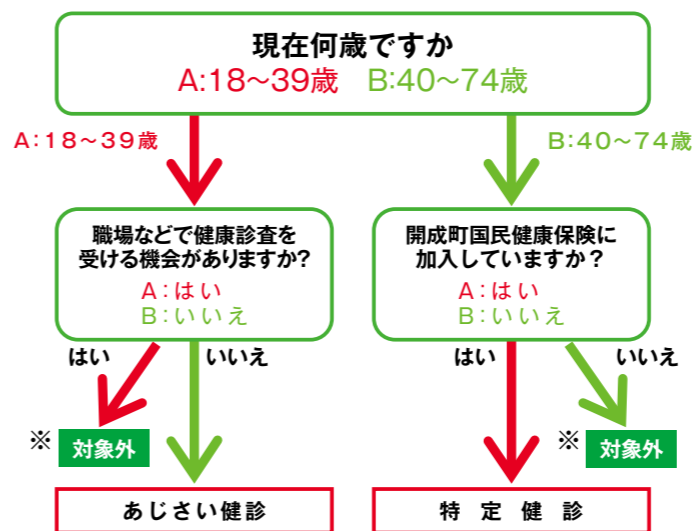 現在何歳ですか
A:18～39歳　B:40～74歳
A:18～39歳
B:40～74歳
職場などで健康診査を
受ける機会がありますか?
A:はい
B:いいえ
開成町国民健康保険に
加入していますか？
A:はい
B:いいえ
はい
いいえ
はい
いいえ
※ 対象外
※ 対象外
あじさい健診
特定健診